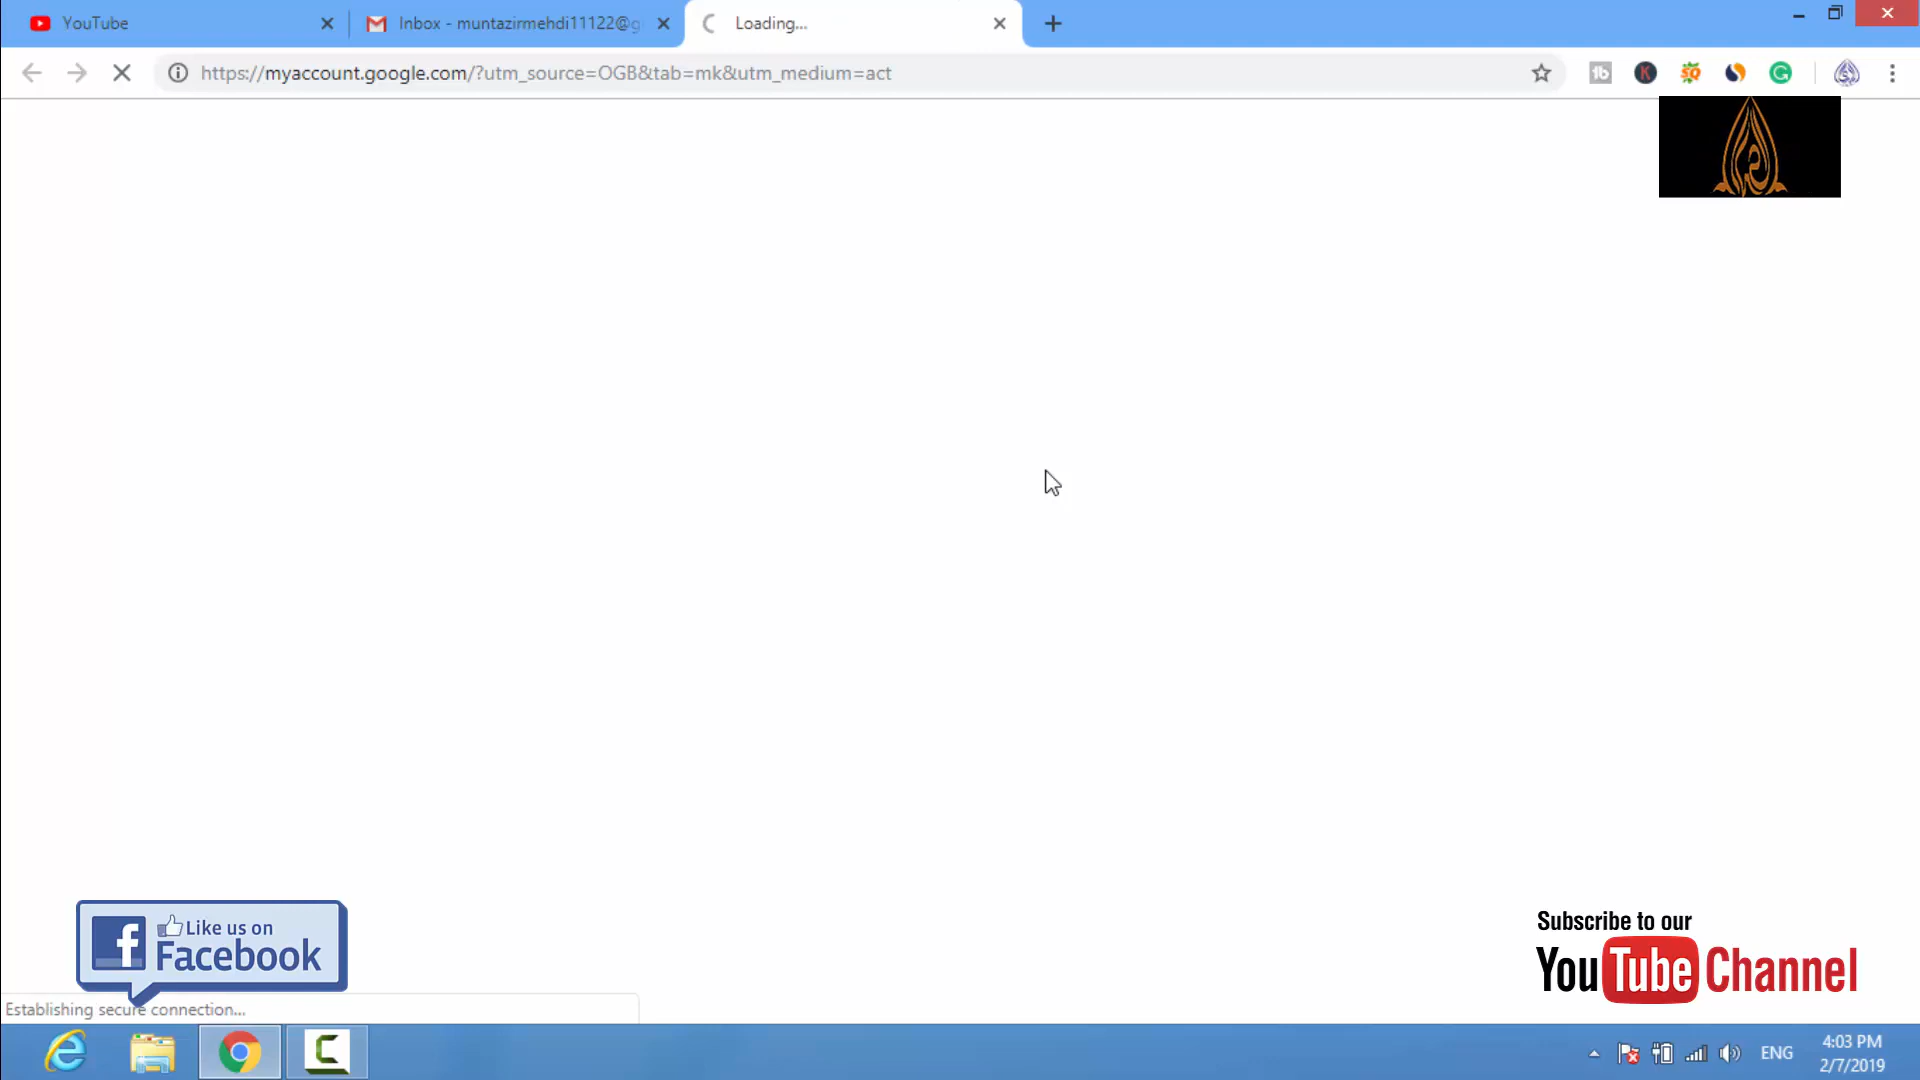 YouTube
Inbox - muntazirmehdi11122@g
Loading...
https://myaccount.google.com/?utm_source=OGB&tab=mk&utm_medium=act
Like us on
Facebook
Subscribe to our
YouTube Channel
Establishing secure connection...
ENG
4:03 PM
2/7/2019